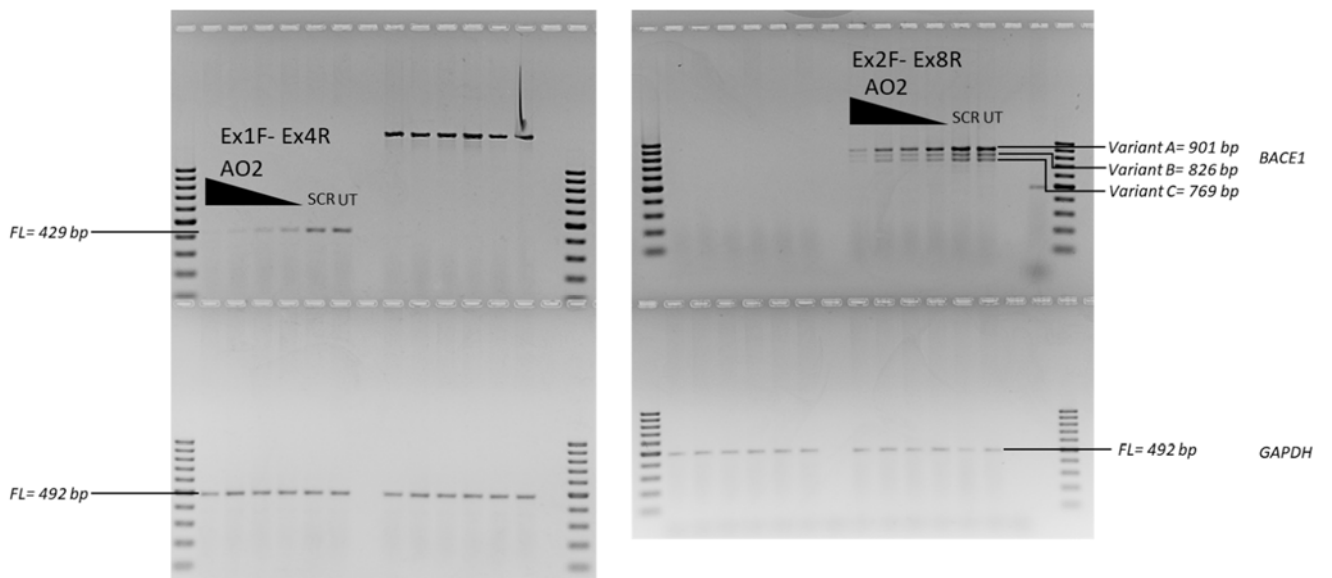 Ex1F- Ex4R
AO2
SCR UT
FL= 429 bp
FL= 492 bp
Ex2F- Ex8R
AO2
SCR UT
Variant A= 901 bp
Variant B= 826 bp
Variant C= 769 bp
BACE1
FL= 492 bp
GAPDH